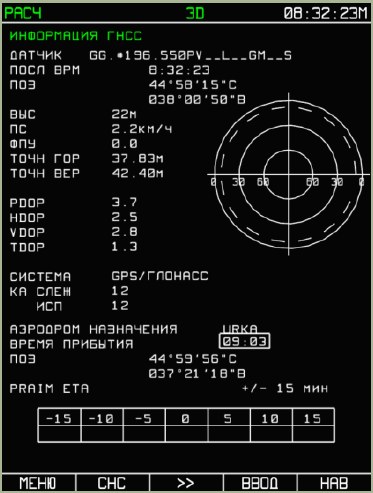 РАСЧ 3D 08:32:23М
ИНФОРМАЦИЯ ГНСС
ДАТЧИК GG.*196.550PV__L__GM__S
ПОСЛ ВРМ 8:32:23
ПОЗ 44°58'15"С
038°00'50"В
ВЫС 22М
ПС 2.2КМ/Ч
ФПУ 0.0
ТОЧН ГОР 37.83М
ТОЧН ВЕР 42.40М
0 30 60 60 30 0
PDOP 3.7
HDOP 2.5
VDOP 2.8
TDOP 1.3
СИСТЕМА GPS/ГЛОНАСС
КА СЛЕЖ 12
ИСП 12
АЭРОДРОМ НАЗНАЧЕНИЯ URKA
ВРЕМЯ ПРИБЫТИЯ 09:03
ПОЗ 44°59'56"С
037°21'18"В
PRAIM ETA +/- 15 МИН
-15 -10 -5 0 5 10 15
МЕНЮ СНС >> ВВОД НАВ